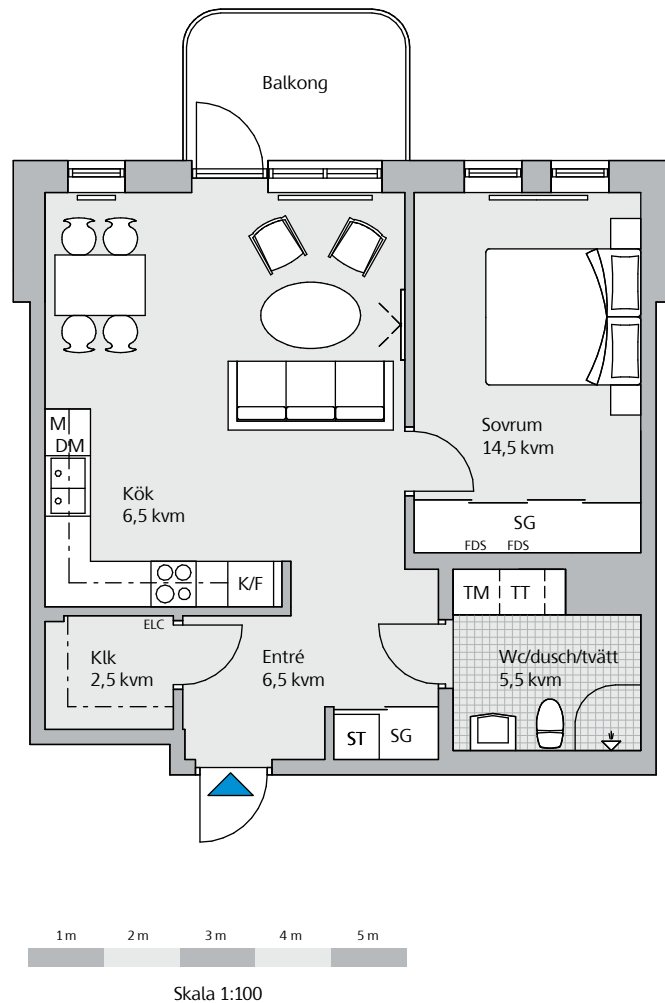 Balkong
Sovrum
14,5 kvm
M
DM
Kök
6,5 kvm
SG
FDS FDS
K/F
TM TT
ELC
Klk
2,5 kvm
Entré
6,5 kvm
Wc/dusch/tvätt
5,5 kvm
ST SG
1 m 2 m 3 m 4 m 5 m
Skala 1:100